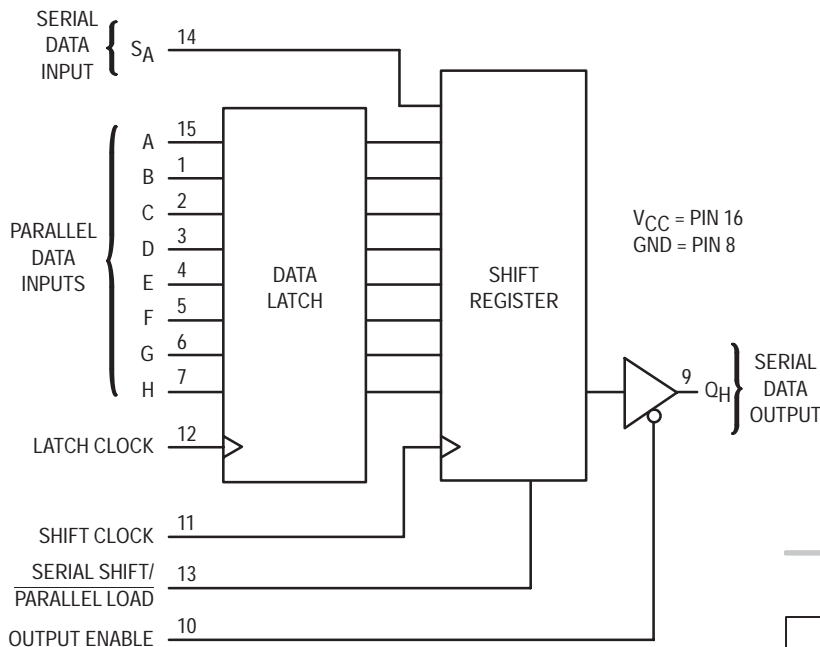 SERIAL
DATA
INPUT
SA
14
PARALLEL
DATA
INPUTS
A 15
B 1
C 2
D 3
E 4
F 5
G 6
H 7
DATA
LATCH
SHIFT
REGISTER
VCC = PIN 16
GND = PIN 8
9
QH
SERIAL
DATA
OUTPUT
LATCH CLOCK 12
SHIFT CLOCK 11
SERIAL SHIFT/
PARALLEL LOAD
13
OUTPUT ENABLE 10